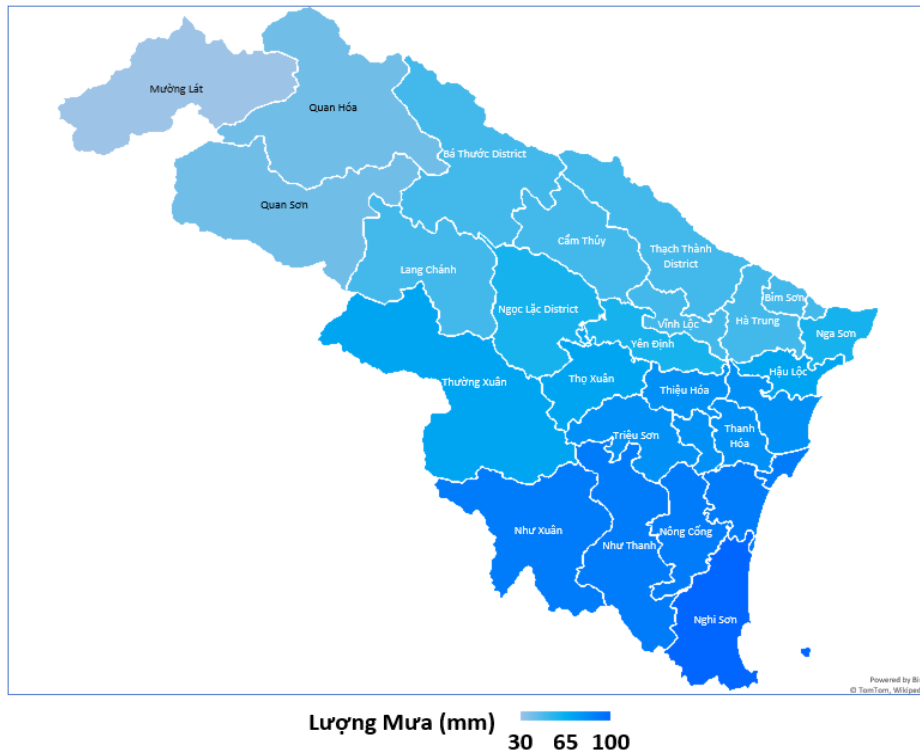 Mường Lát
Quan Hóa
Bá Thước District
Quan Sơn
Cẩm Thủy
Thạch Thành
District
Lang Chánh
Bỉm Sơn
Ngọc Lặc District
Vĩnh Lộc
Hà Trung
Nga Sơn
Yên Định
Hậu Lộc
Thường Xuân
Thọ Xuân
Thiệu Hóa
Triệu Sơn
Thanh
Hóa
Như Xuân
Như Thanh
Nông Cống
Nghi Sơn
Powered by Bi
© TomTom, Wikiped
Lượng Mưa (mm)
30 65 100